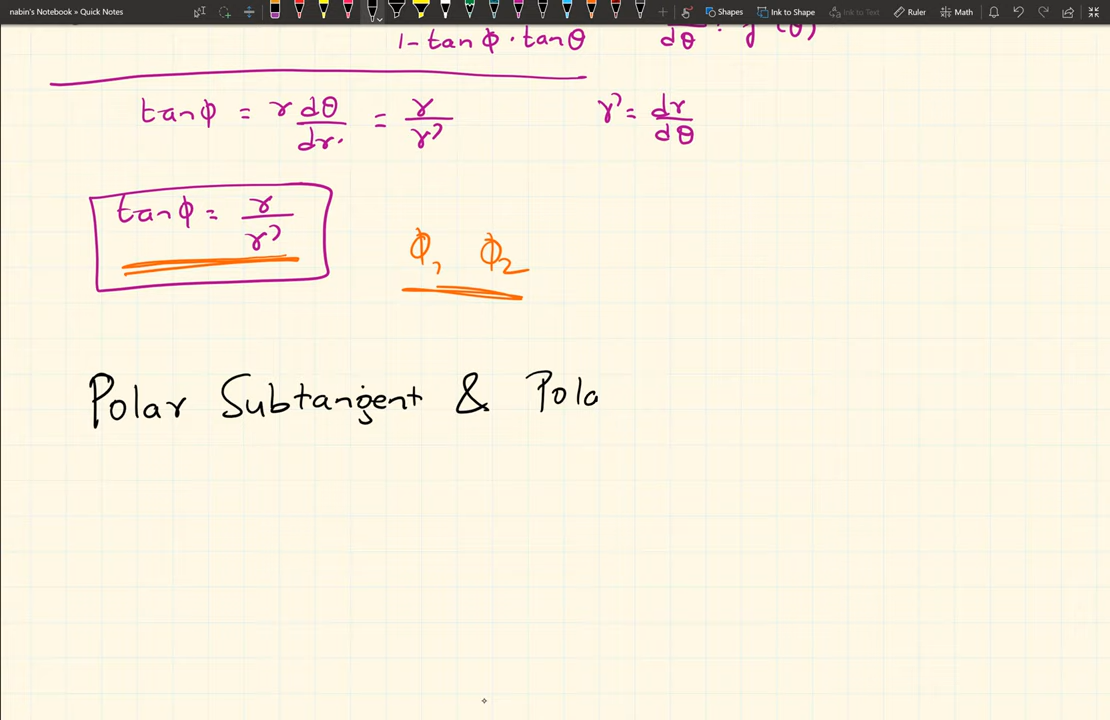 nabin's Notebook » Quick Notes
Shapes Ink to Shape Ink to Text Ruler Math
1 - tan ϕ · tan θ dθ
tan ϕ = r dθ/dr. = r/r' r' = dr/dθ
tan ϕ = r/r'
ϕ1 ϕ2
Polar Subtangent & Pola